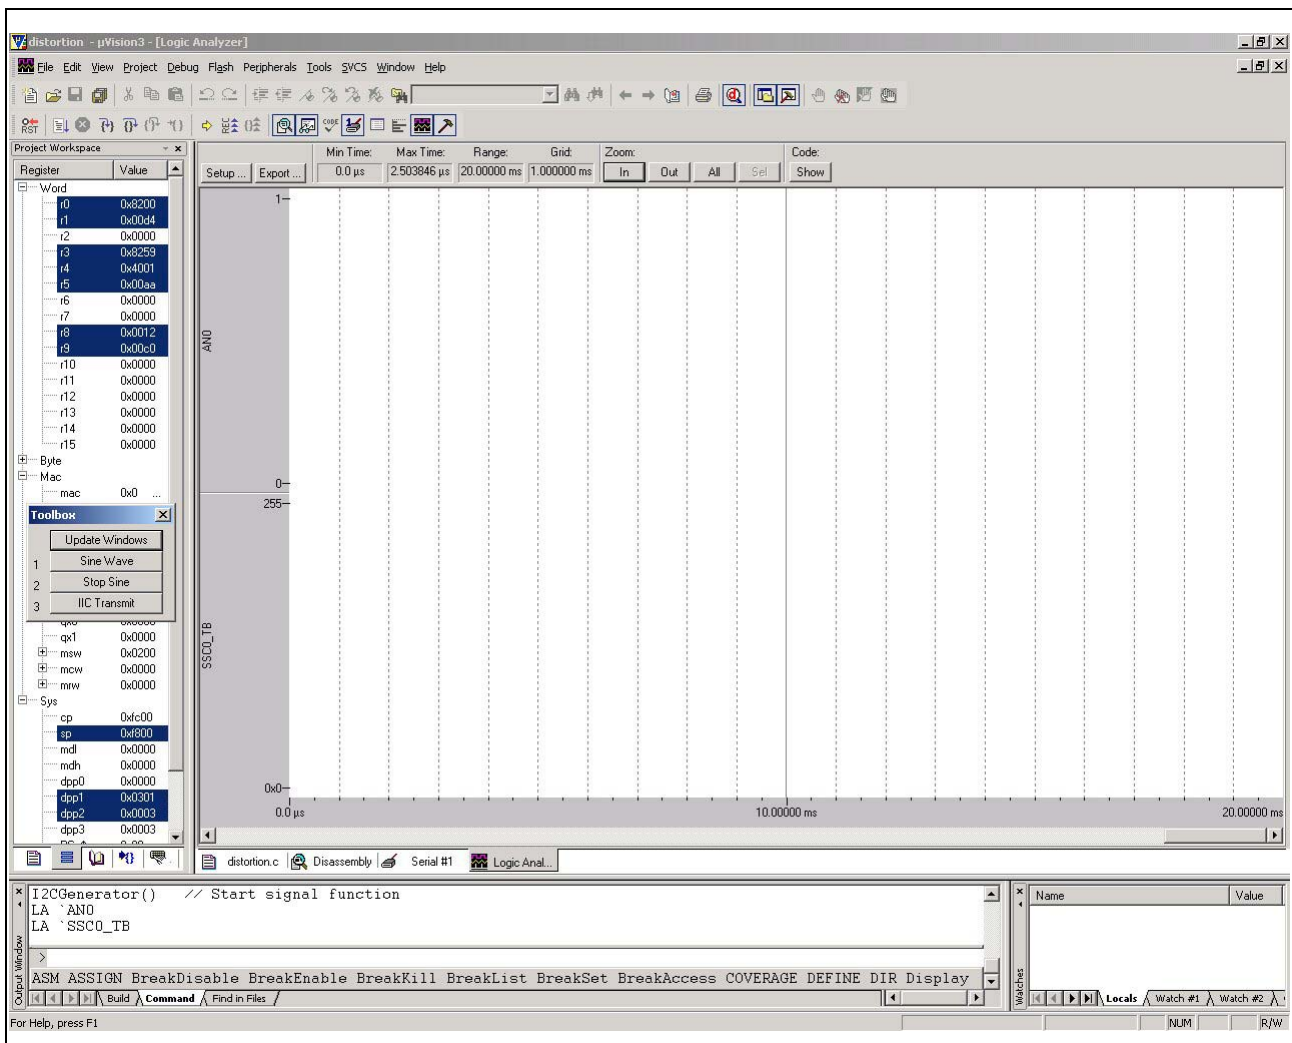 distortion - µVision3 - [Logic Analyzer]
File Edit View Project Debug Flash Peripherals Tools SVCS Window Help
RST
CODE
Project Workspace
Register Value
Word
r0 0x8200
r1 0x00d4
r2 0x0000
r3 0x8259
r4 0x4001
r5 0x00aa
r6 0x0000
r7 0x0000
r8 0x0012
r9 0x00c0
r10 0x0000
r11 0x0000
r12 0x0000
r13 0x0000
r14 0x0000
r15 0x0000
Byte
Mac
mac 0x0 ...
Toolbox
Update Windows
1 Sine Wave
2 Stop Sine
3 IIC Transmit
qx1 0x0000
msw 0x0200
mcw 0x0000
mrw 0x0000
Sys
cp 0xfc00
sp 0xf800
mdl 0x0000
mdh 0x0000
dpp0 0x0000
dpp1 0x0301
dpp2 0x0003
dpp3 0x0003
Min Time: Max Time: Range: Grid: Zoom: Code:
Setup ... Export ... 0.0 µs 2.503846 µs 20.00000 ms 1.000000 ms In Out All Sel Show
1
AN0
0
255
SSC0_TB
0x0
0.0 µs 10.00000 ms 20.00000 ms
distortion.c Disassembly Serial #1 Logic Anal...
Output Window
I2CGenerator() // Start signal function
LA `AN0
LA `SSC0_TB
>
ASM ASSIGN BreakDisable BreakEnable BreakKill BreakList BreakSet BreakAccess COVERAGE DEFINE DIR Display
Build Command Find in Files
Watches
Name Value
Locals Watch #1 Watch #2
For Help, press F1 NUM R/W